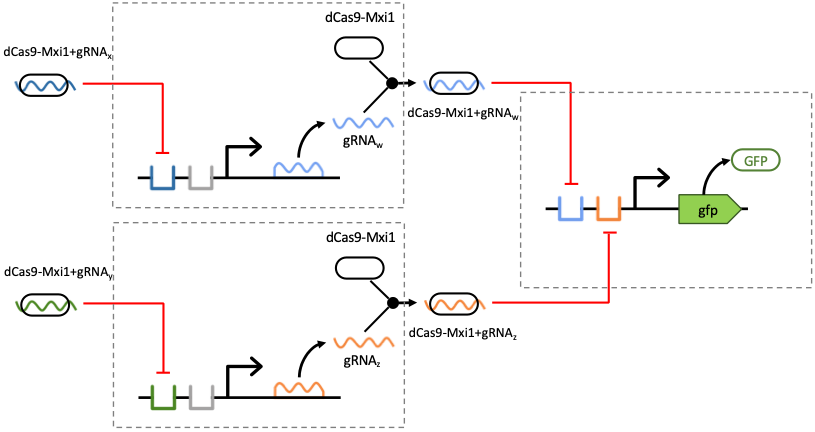 dCas9-Mxi1
dCas9-Mxi1+gRNAx
gRNAw
dCas9-Mxi1+gRNAw
GFP
gfp
dCas9-Mxi1
dCas9-Mxi1+gRNAy
gRNAz
dCas9-Mxi1+gRNAz